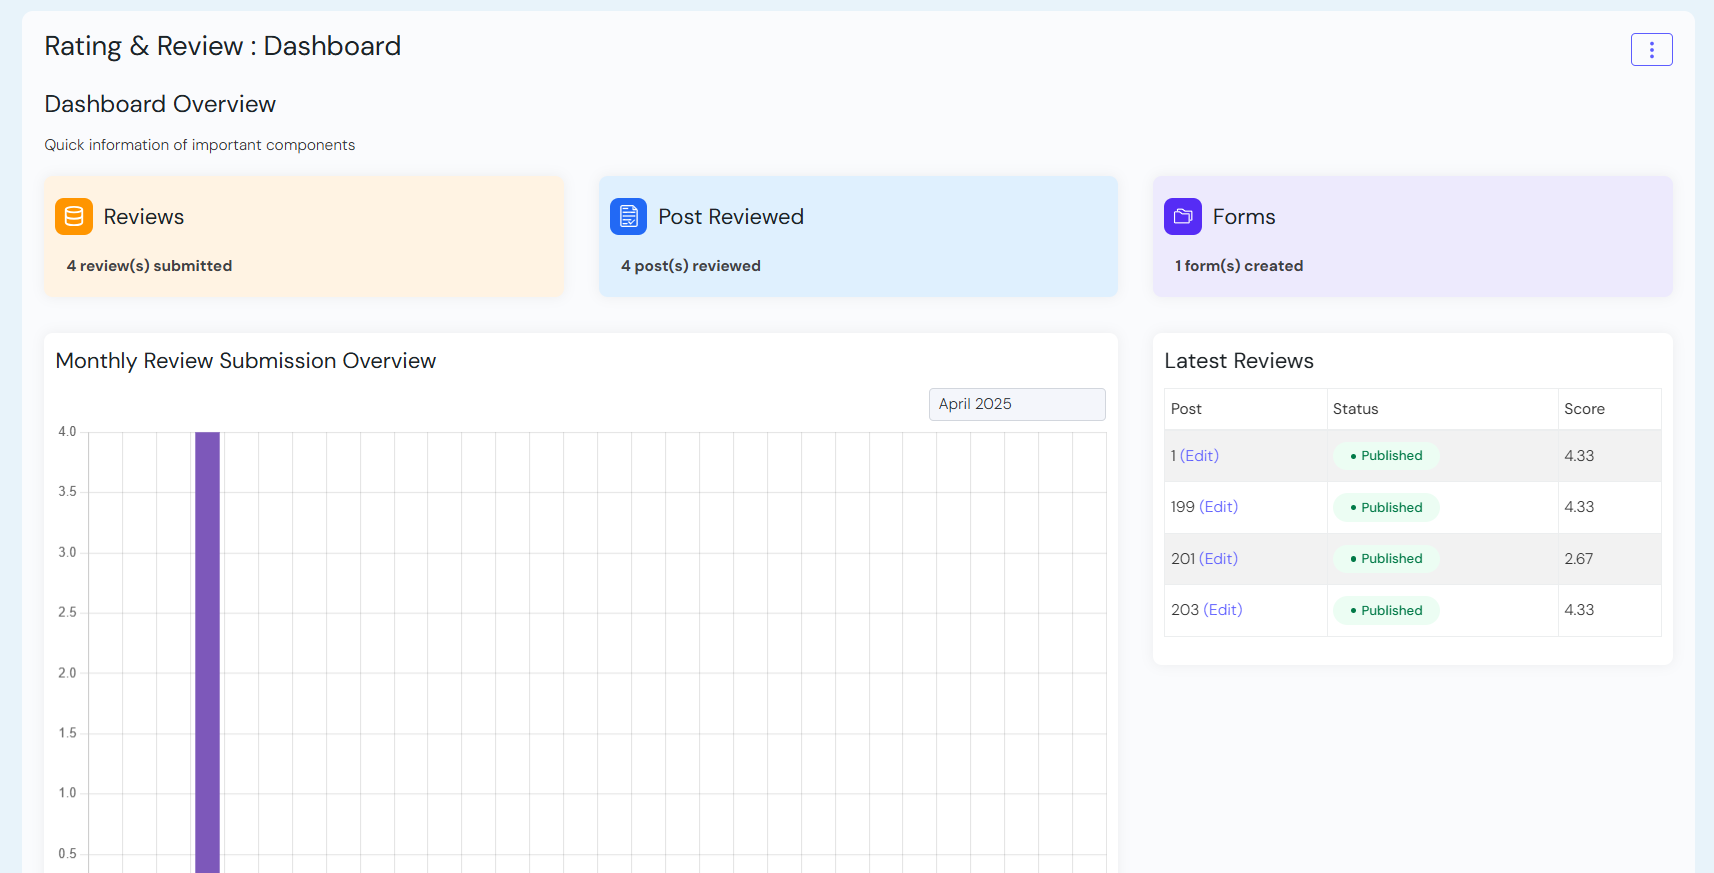 Rating & Review : Dashboard
Dashboard Overview
Quick information of important components
Reviews
4 review(s) submitted
Post Reviewed
4 post(s) reviewed
Forms
1 form(s) created
Monthly Review Submission Overview
April 2025
4.0
3.5
3.0
2.5
2.0
1.5
1.0
0.5
Latest Reviews
Post Status Score
1 (Edit) • Published 4.33
199 (Edit) • Published 4.33
201 (Edit) • Published 2.67
203 (Edit) • Published 4.33